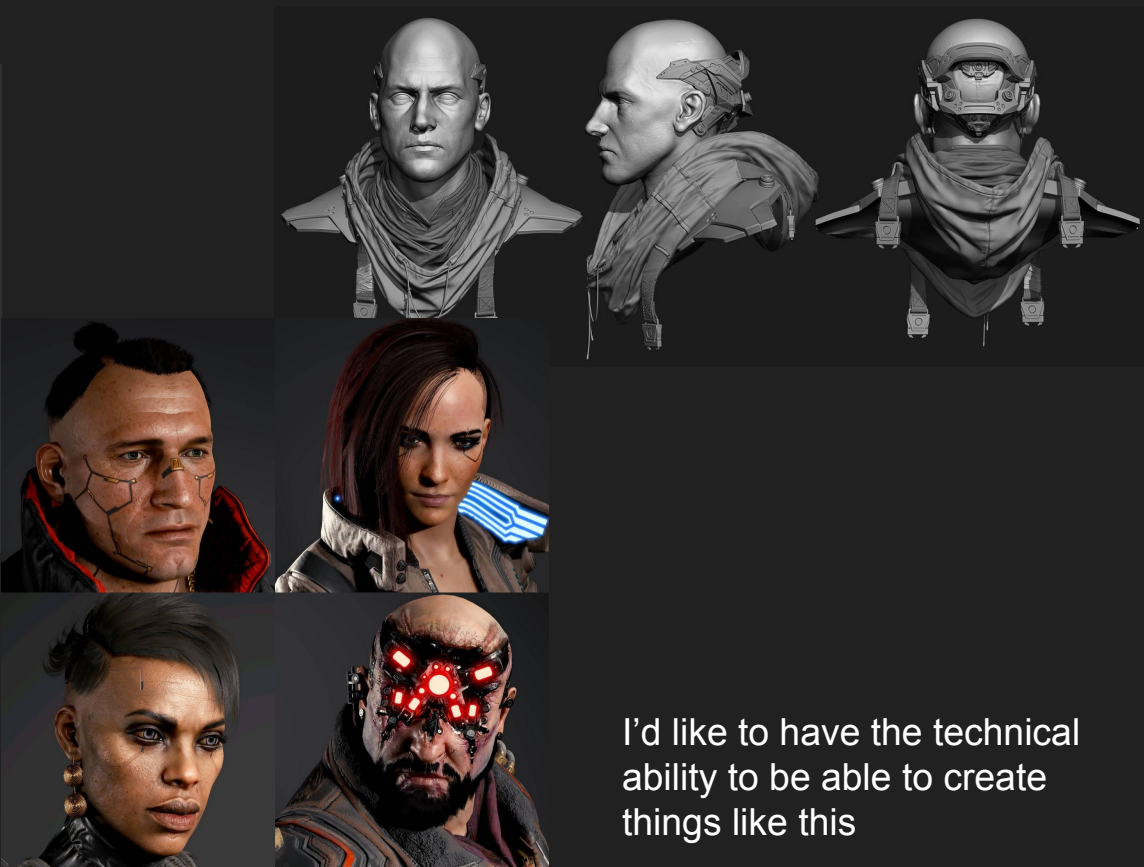 I’d like to have the technical
ability to be able to create
things like this